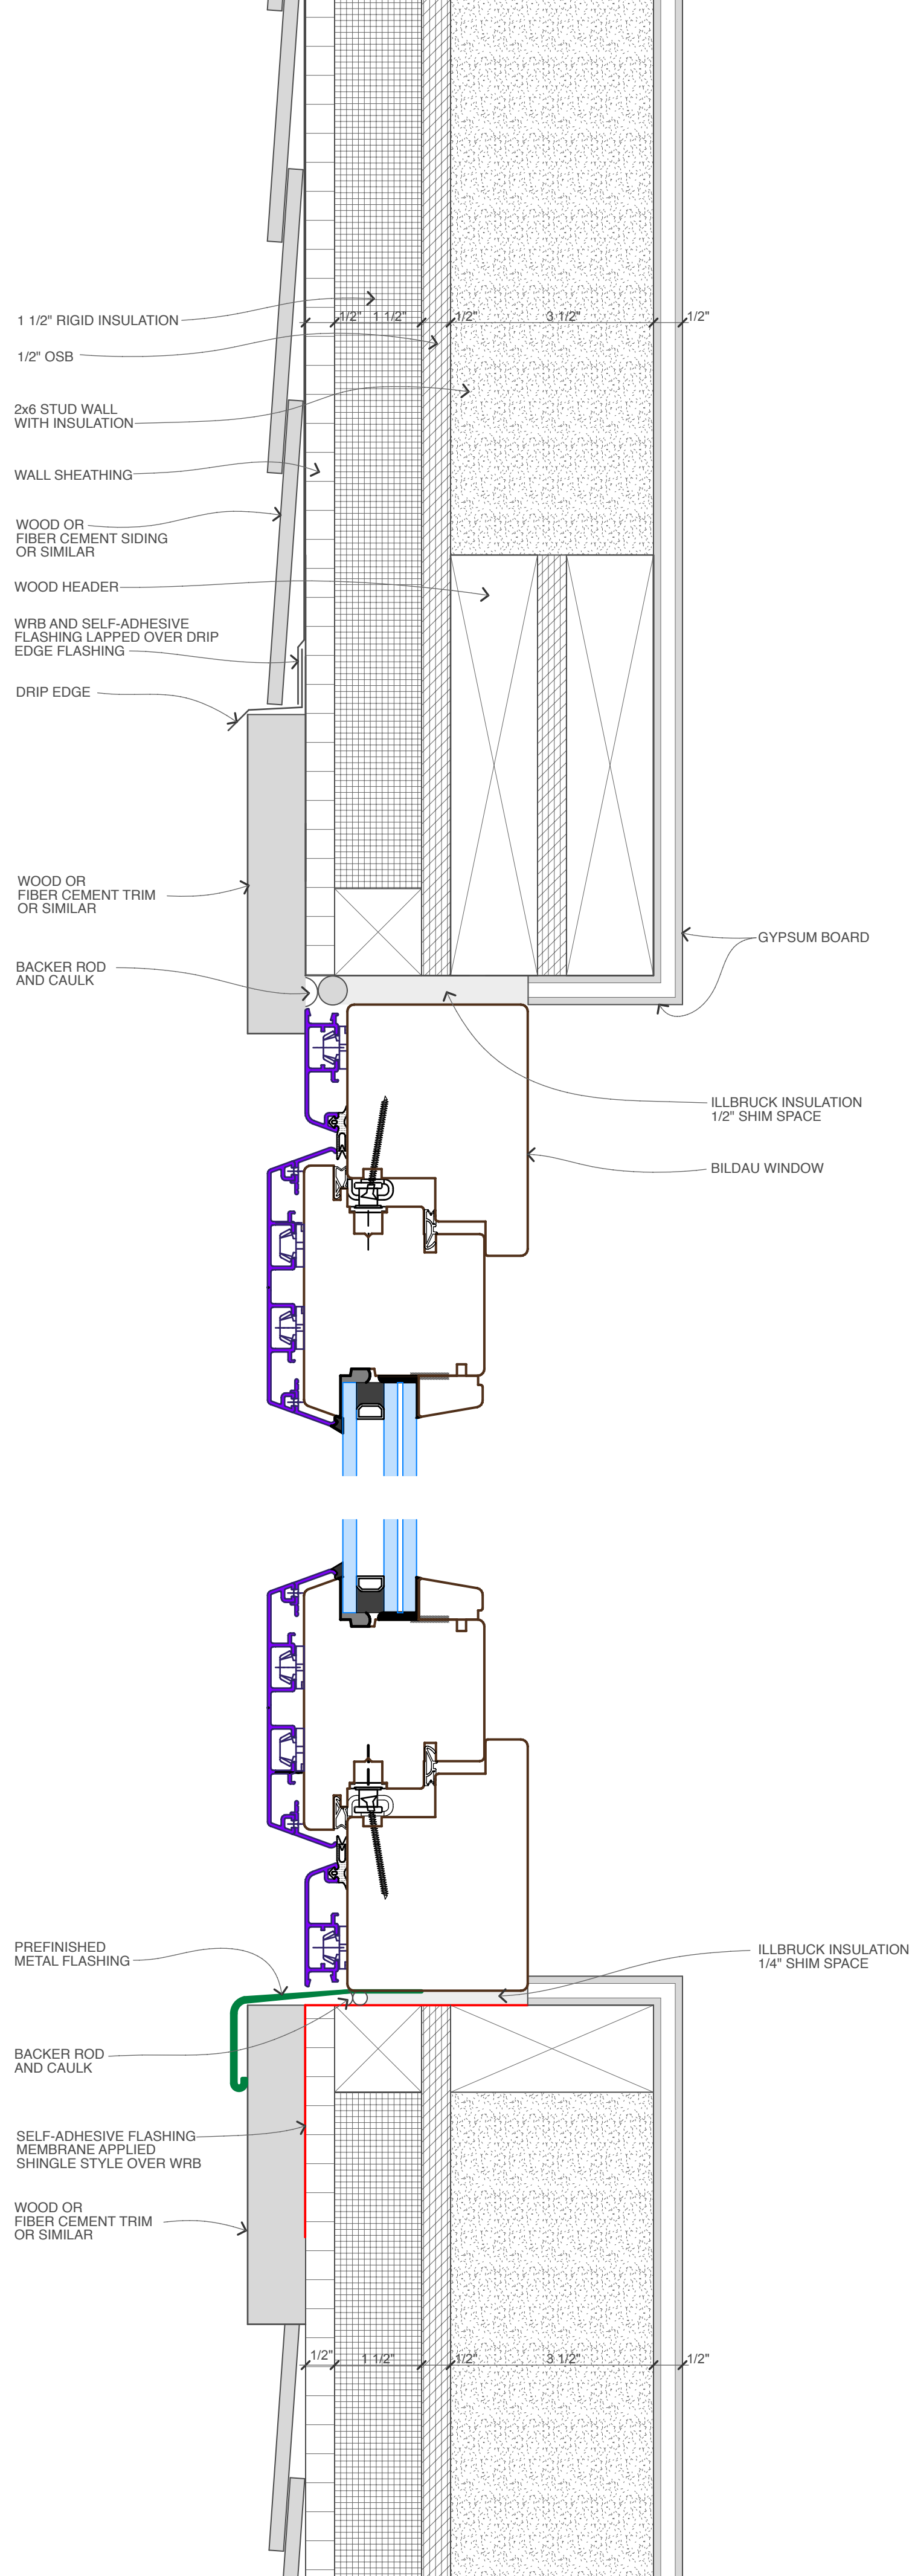 1 1/2" RIGID INSULATION
1/2" 1 1/2" 1/2" 3 1/2" 1/2"
1/2" OSB
2x6 STUD WALL
WITH INSULATION
WALL SHEATHING
WOOD OR
FIBER CEMENT SIDING
OR SIMILAR
WOOD HEADER
WRB AND SELF-ADHESIVE
FLASHING LAPPED OVER DRIP
EDGE FLASHING
DRIP EDGE
WOOD OR
FIBER CEMENT TRIM
OR SIMILAR
GYPSUM BOARD
BACKER ROD
AND CAULK
ILLBRUCK INSULATION
1/2" SHIM SPACE
BILDAU WINDOW
PREFINISHED
METAL FLASHING
ILLBRUCK INSULATION
1/4" SHIM SPACE
BACKER ROD
AND CAULK
SELF-ADHESIVE FLASHING
MEMBRANE APPLIED
SHINGLE STYLE OVER WRB
WOOD OR
FIBER CEMENT TRIM
OR SIMILAR
1/2" 1 1/2" 1/2" 3 1/2" 1/2"